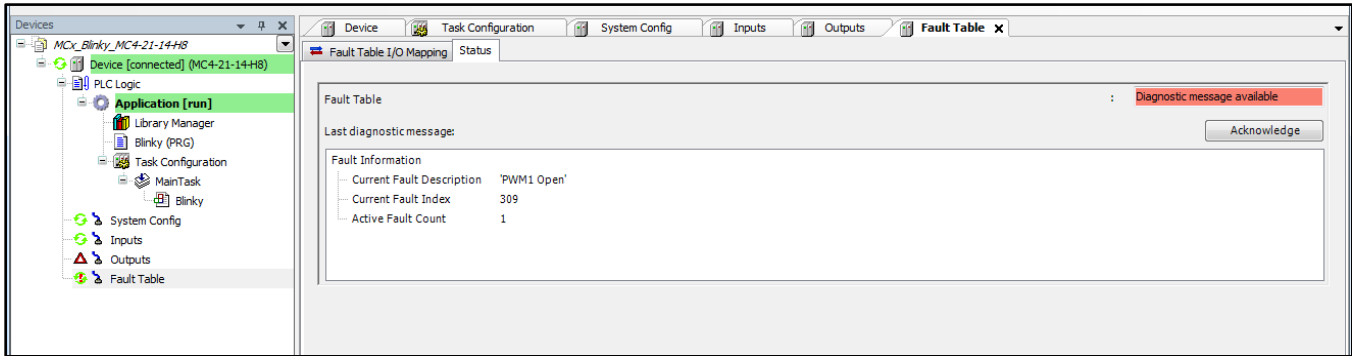 Devices
MCx_Blinky_MC4-21-14-H8
Device [connected] (MC4-21-14-H8)
PLC Logic
Application [run]
Library Manager
Blinky (PRG)
Task Configuration
MainTask
Blinky
System Config
Inputs
Outputs
Fault Table
Device Task Configuration System Config Inputs Outputs Fault Table X
Fault Table I/O Mapping Status
Fault Table : Diagnostic message available
Last diagnostic message: Acknowledge
Fault Information
Current Fault Description 'PWM1 Open'
Current Fault Index 309
Active Fault Count 1